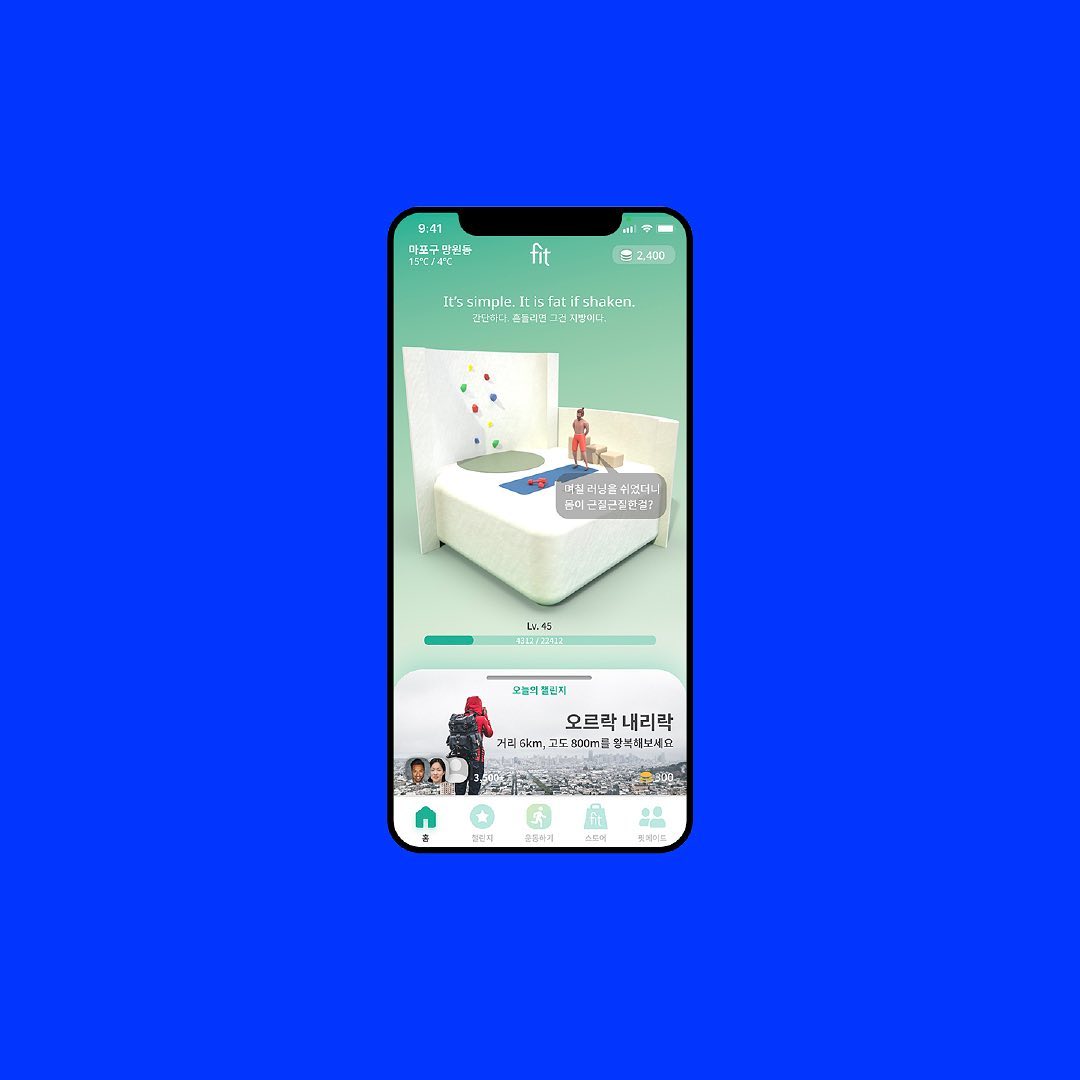 9:41
마포구 망원동
15°C / 4°C
fit
2,400
It's simple. It is fat if shaken.
간단하다. 흔들리면 그건 지방이다.
며칠 러닝을 쉬었더니
몸이 근질근질한걸?
Lv. 45
4312 / 22412
오늘의 챌린지
오르락 내리락
거리 6km, 고도 800m를 왕복해보세요
3,500+
300
홈
챌린지
운동하기
fit
스토어
핏메이트